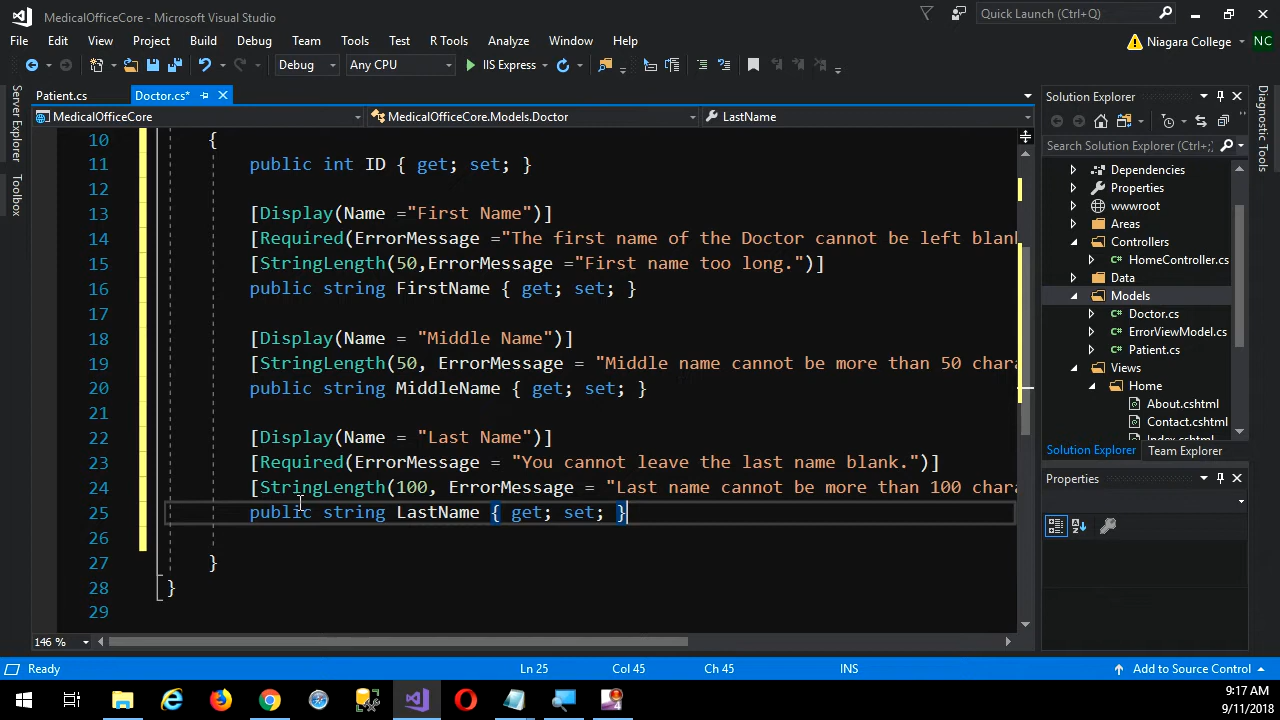 MedicalOfficeCore - Microsoft Visual Studio
Quick Launch (Ctrl+Q)
File Edit View Project Build Debug Team Tools Test R Tools Analyze Window Help
Niagara College NC
Debug Any CPU IIS Express
Server Explorer
Toolbox
Patient.cs Doctor.cs*
MedicalOfficeCore MedicalOfficeCore.Models.Doctor LastName
10 {
11 public int ID { get; set; }
12
13 [Display(Name ="First Name")]
14 [Required(ErrorMessage ="The first name of the Doctor cannot be left blank
15 [StringLength(50,ErrorMessage ="First name too long.")]
16 public string FirstName { get; set; }
17
18 [Display(Name = "Middle Name")]
19 [StringLength(50, ErrorMessage = "Middle name cannot be more than 50 chara
20 public string MiddleName { get; set; }
21
22 [Display(Name = "Last Name")]
23 [Required(ErrorMessage = "You cannot leave the last name blank.")]
24 [StringLength(100, ErrorMessage = "Last name cannot be more than 100 chara
25 public string LastName { get; set; }
26
27 }
28 }
29
146 %
Solution Explorer
Search Solution Explorer (Ctrl+;)
Dependencies
Properties
wwwroot
Areas
Controllers
C# HomeController.cs
Data
Models
C# Doctor.cs
C# ErrorViewModel.cs
C# Patient.cs
Views
Home
About.cshtml
Contact.cshtml
Solution Explorer Team Explorer
Properties
Diagnostic Tools
Ready Ln 25 Col 45 Ch 45 INS Add to Source Control
9:17 AM
9/11/2018